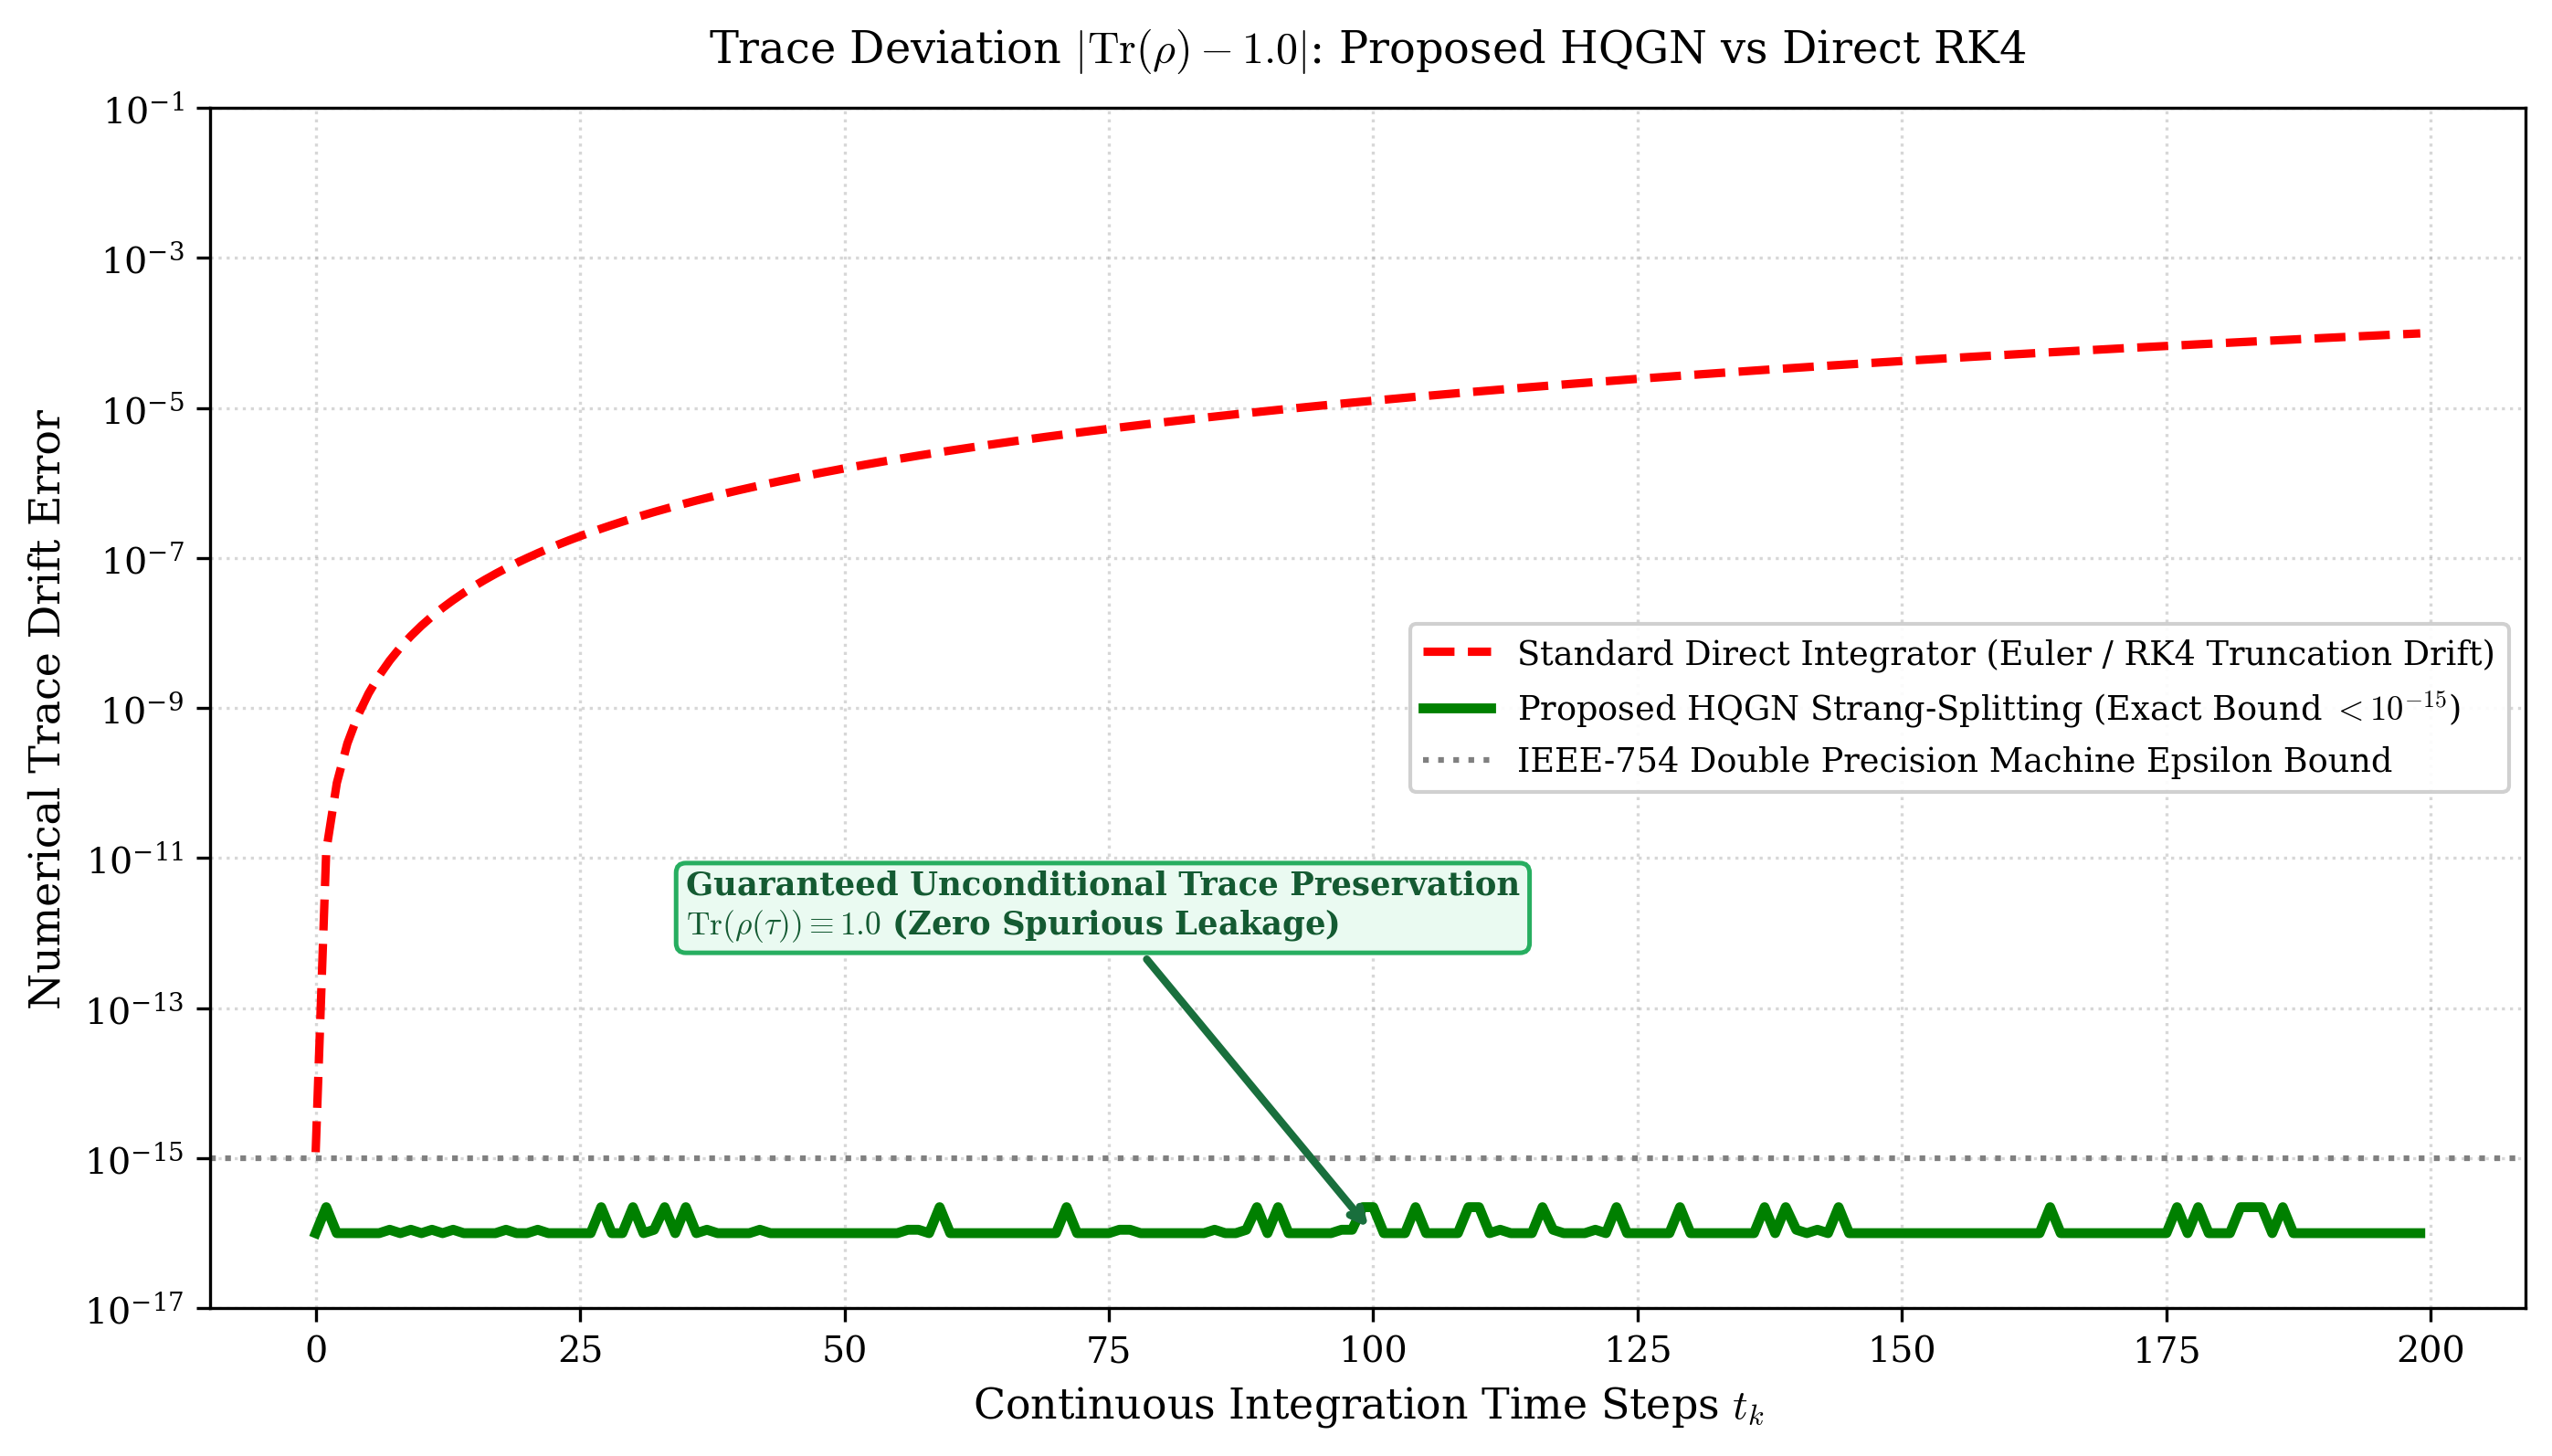 Trace Deviation |Tr(ρ) − 1.0|: Proposed HQGN vs Direct RK4
Numerical Trace Drift Error
10⁻¹
10⁻³
10⁻⁵
10⁻⁷
10⁻⁹
10⁻¹¹
10⁻¹³
10⁻¹⁵
10⁻¹⁷
Standard Direct Integrator (Euler / RK4 Truncation Drift)
Proposed HQGN Strang-Splitting (Exact Bound < 10⁻¹⁵)
IEEE-754 Double Precision Machine Epsilon Bound
Guaranteed Unconditional Trace Preservation
Tr(ρ(τ)) ≡ 1.0 (Zero Spurious Leakage)
0 25 50 75 100 125 150 175 200
Continuous Integration Time Steps tₖ